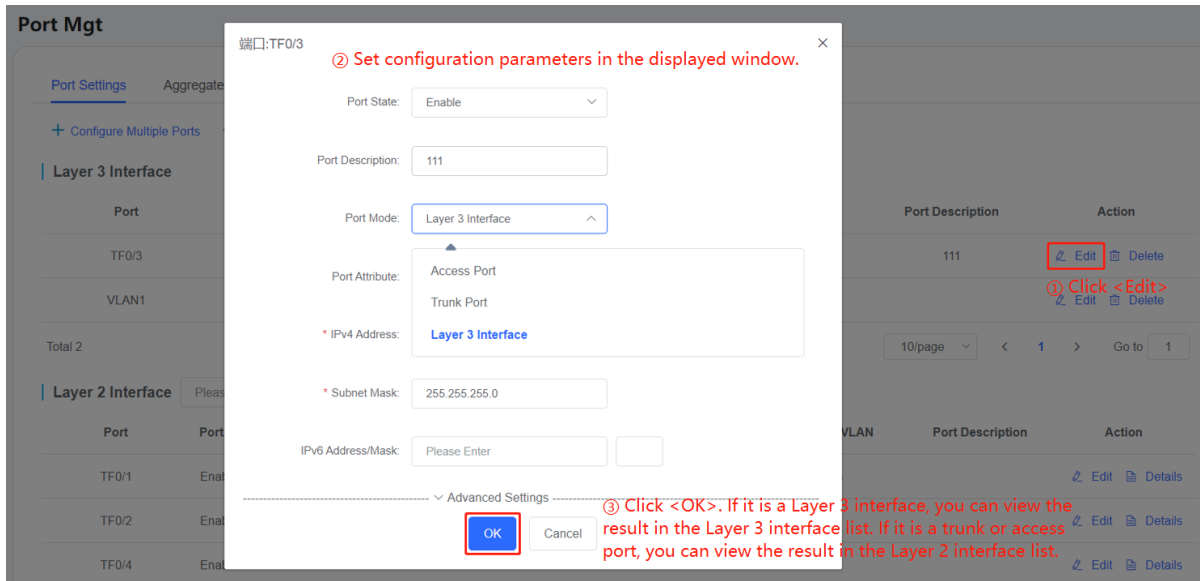 Port Mgt
端口:TF0/3
② Set configuration parameters in the displayed window.
Port Settings
Aggregate
Port State:
Enable
+ Configure Multiple Ports
Port Description:
111
Layer 3 Interface
Port
Port Mode:
Layer 3 Interface
Port Description
Action
TF0/3
Port Attribute:
Access Port
Trunk Port
Layer 3 Interface
111
Edit
Delete
① Click <Edit>
VLAN1
Edit
Delete
* IPv4 Address:
Total 2
10/page
<
1
>
Go to
1
Layer 2 Interface
Pleas
* Subnet Mask:
255.255.255.0
Port
Port
VLAN
Port Description
Action
IPv6 Address/Mask:
Please Enter
TF0/1
Enal
Edit
Details
Advanced Settings
③ Click <OK>. If it is a Layer 3 interface, you can view the
result in the Layer 3 interface list. If it is a trunk or access
port, you can view the result in the Layer 2 interface list.
TF0/2
Enal
OK
Cancel
Edit
Details
TF0/4
Enal
Edit
Details